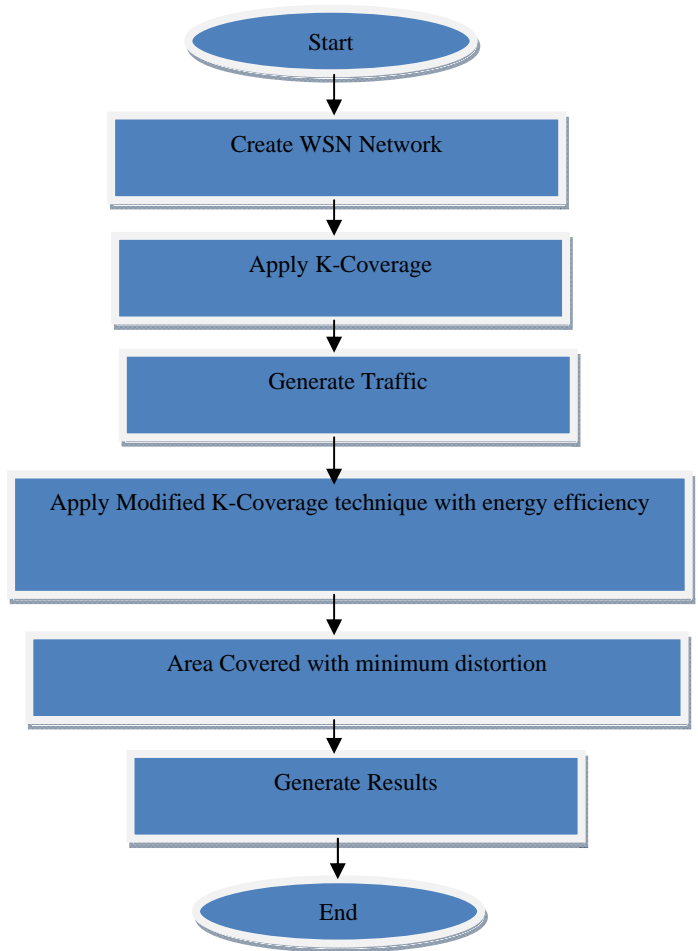 Start
Create WSN Network
Apply K-Coverage
Generate Traffic
Apply Modified K-Coverage technique with energy efficiency
Area Covered with minimum distortion
Generate Results
End